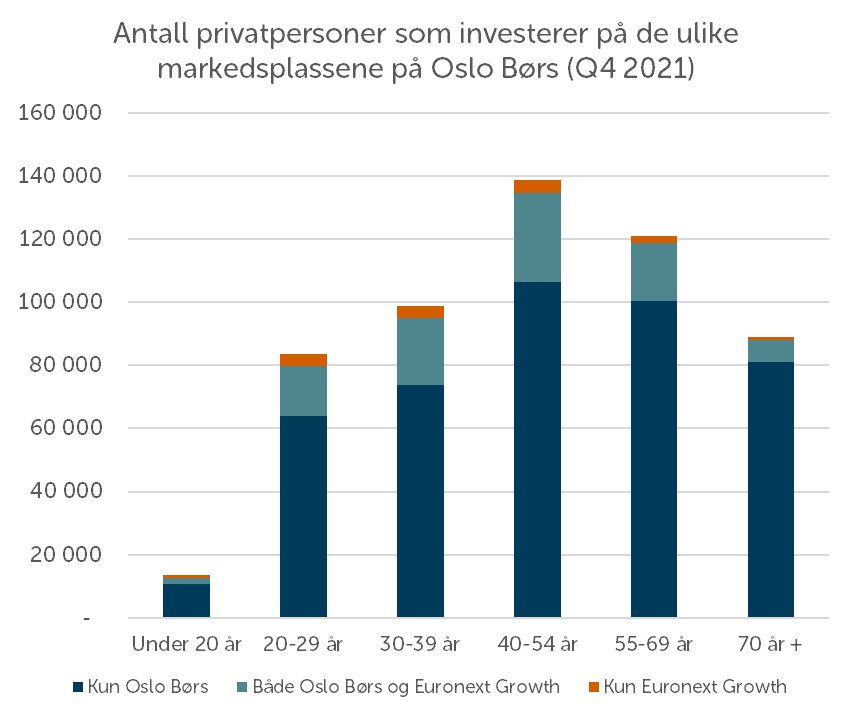 Antall privatpersoner som investerer på de ulike
markedsplassene på Oslo Børs (Q4 2021)
160 000
140 000
120 000
100 000
80 000
60 000
40 000
20 000
-
Under 20 år 20-29 år 30-39 år 40-54 år 55-69 år 70 år +
Kun Oslo Børs Både Oslo Børs og Euronext Growth Kun Euronext Growth